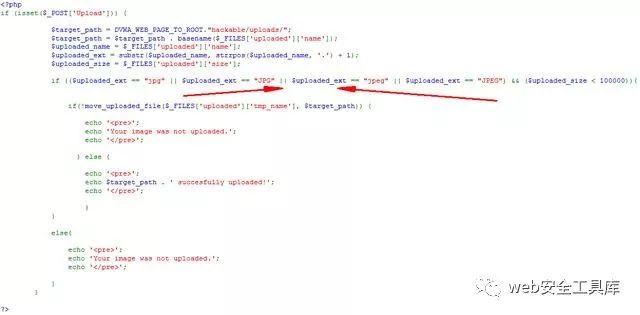 <?php
if (isset($_POST['Upload'])) {
$target_path = DVWA_WEB_PAGE_TO_ROOT."hackable/uploads/";
$target_path = $target_path . basename($_FILES['uploaded']['name']);
$uploaded_name = $_FILES['uploaded']['name'];
$uploaded_ext = substr($uploaded_name, strrpos($uploaded_name, '.') + 1);
$uploaded_size = $_FILES['uploaded']['size'];
if (($uploaded_ext == "jpg" || $uploaded_ext == "JPG" || $uploaded_ext == "jpeg" || $uploaded_ext == "JPEG") && ($uploaded_size < 100000)){
if(!move_uploaded_file($_FILES['uploaded']['tmp_name'], $target_path)) {
echo '<pre>';
echo 'Your image was not uploaded.';
echo '</pre>';
} else {
echo '<pre>';
echo $target_path . ' succesfully uploaded!';
echo '</pre>';
}
}
else{
echo '<pre>';
echo 'Your image was not uploaded.';
echo '</pre>';
}
}
?>
web安全工具库